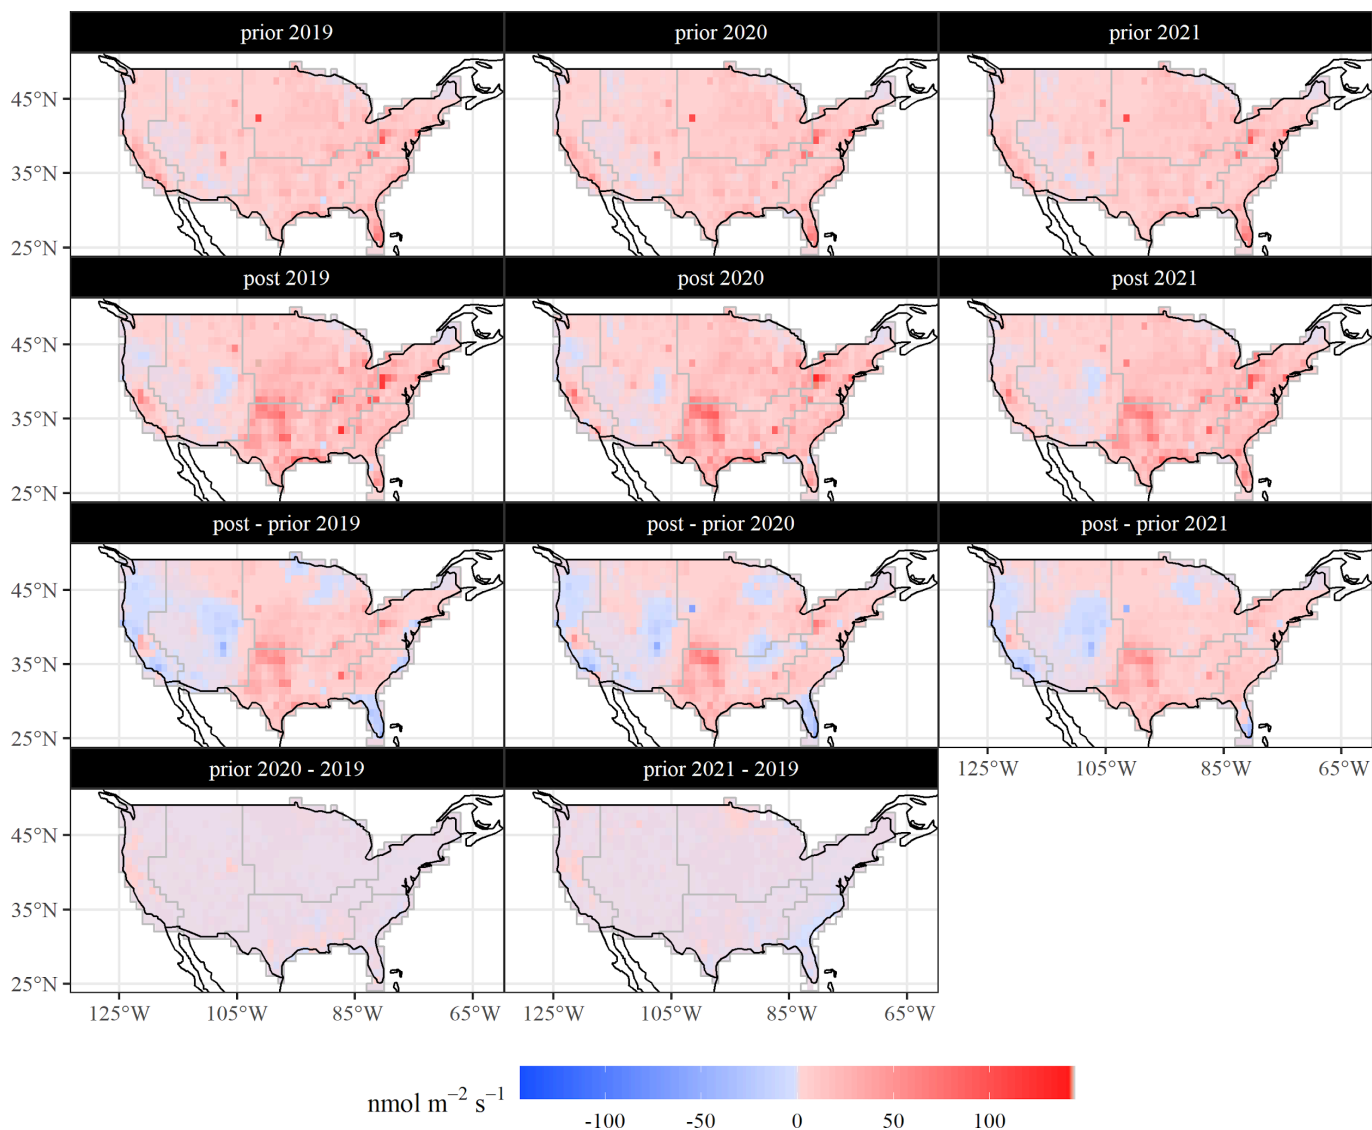 prior 2019
prior 2020
prior 2021
45°N
35°N
25°N
post 2019
post 2020
post 2021
45°N
35°N
25°N
post - prior 2019
post - prior 2020
post - prior 2021
45°N
35°N
25°N
125°W 105°W 85°W 65°W
prior 2020 - 2019
prior 2021 - 2019
45°N
35°N
25°N
125°W 105°W 85°W 65°W
125°W 105°W 85°W 65°W
nmol m⁻² s⁻¹
-100 -50 0 50 100